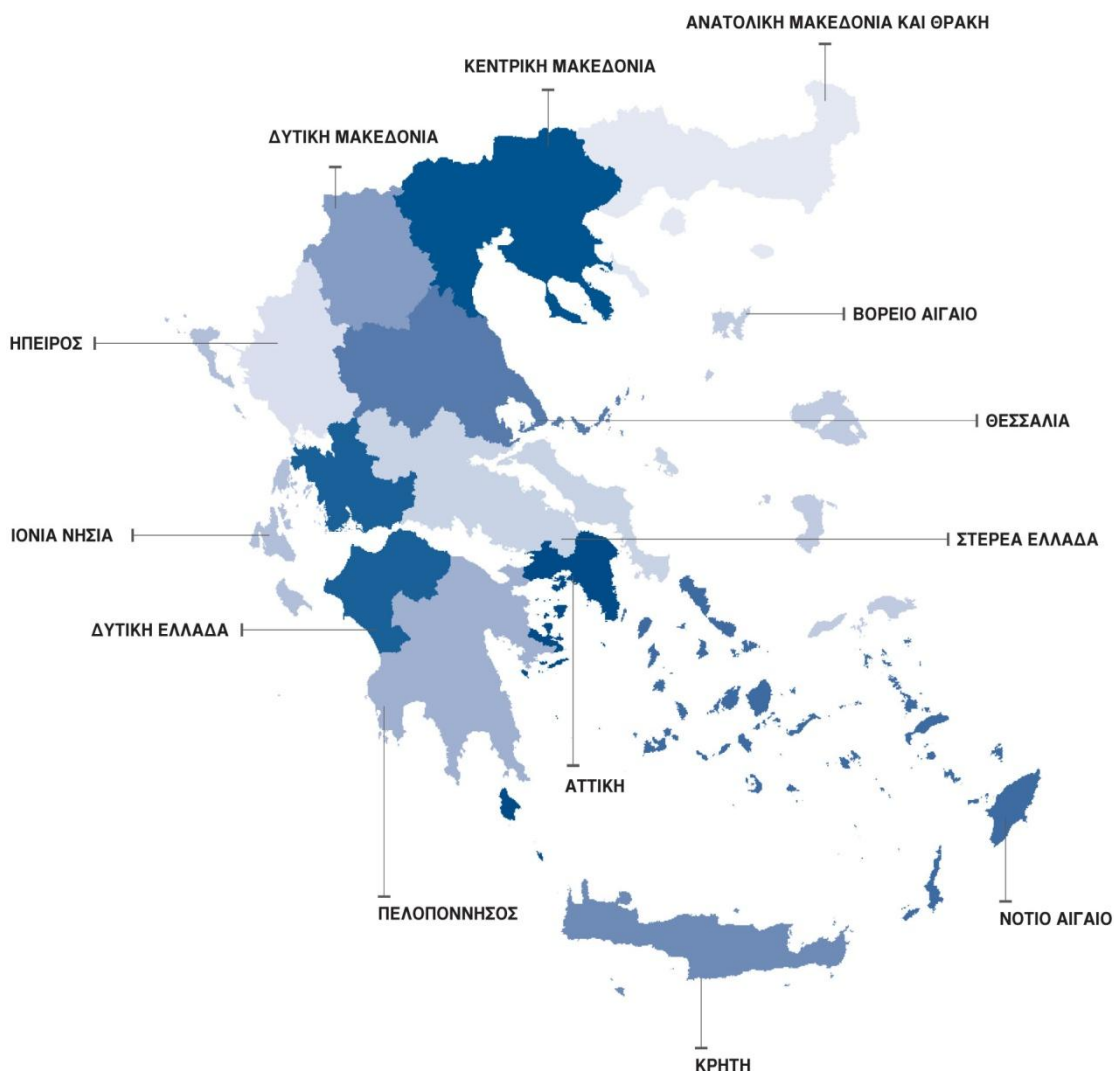 ΑΝΑΤΟΛΙΚΗ ΜΑΚΕΔΟΝΙΑ ΚΑΙ ΘΡΑΚΗ
ΚΕΝΤΡΙΚΗ ΜΑΚΕΔΟΝΙΑ
ΔΥΤΙΚΗ ΜΑΚΕΔΟΝΙΑ
ΒΟΡΕΙΟ ΑΙΓΑΙΟ
ΗΠΕΙΡΟΣ
ΘΕΣΣΑΛΙΑ
ΙΟΝΙΑ ΝΗΣΙΑ
ΣΤΕΡΕΑ ΕΛΛΑΔΑ
ΔΥΤΙΚΗ ΕΛΛΑΔΑ
ΑΤΤΙΚΗ
ΠΕΛΟΠΟΝΝΗΣΟΣ
ΝΟΤΙΟ ΑΙΓΑΙΟ
ΚΡΗΤΗ